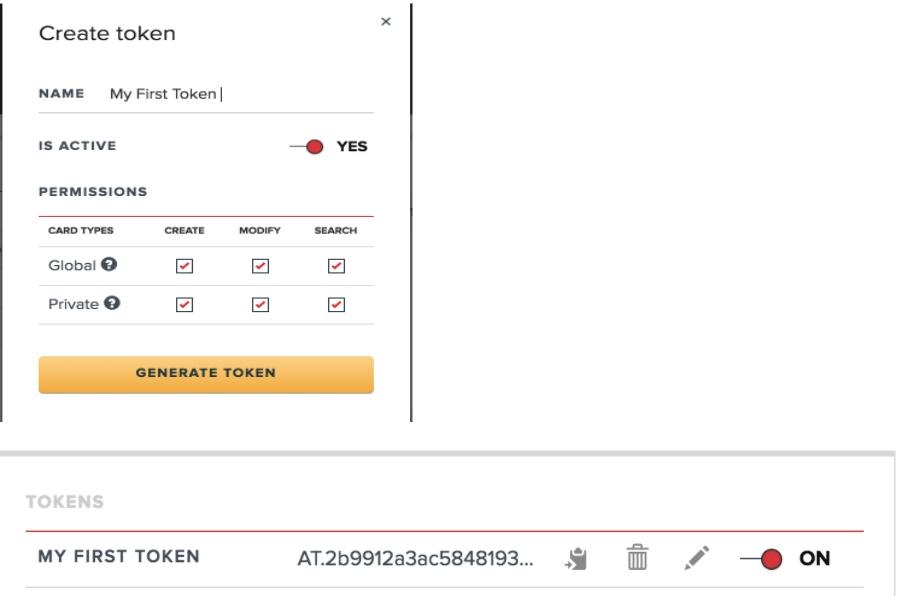 Create token
×
NAME My First Token
IS ACTIVE YES
PERMISSIONS
CARD TYPES CREATE MODIFY SEARCH
Global ?
Private ?
GENERATE TOKEN
TOKENS
MY FIRST TOKEN AT.2b9912a3ac5848193... ON